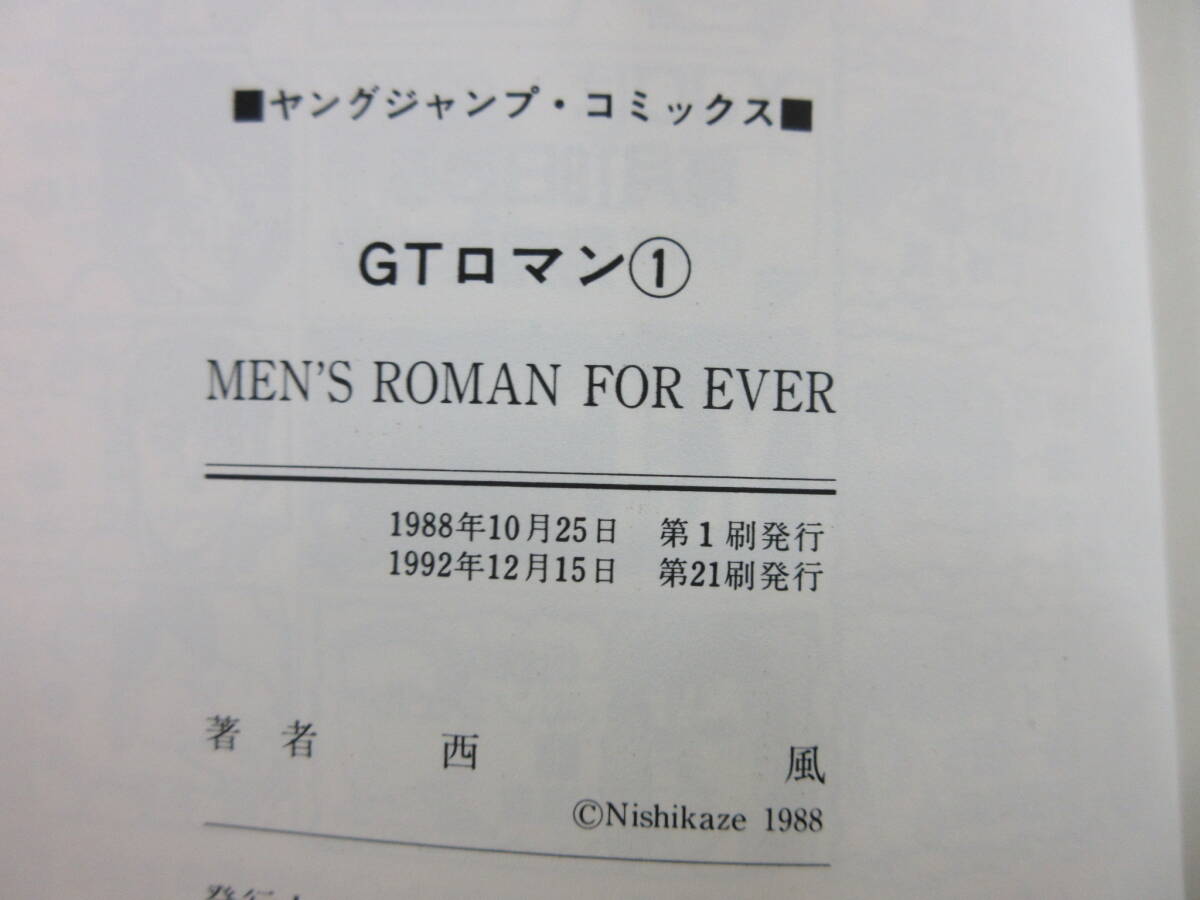 ■ヤングジャンプ・コミックス■
GTロマン①
MEN'S ROMAN FOR EVER
1988年10月25日 第1刷発行
1992年12月15日 第21刷発行
著者 西風
©Nishikaze 1988